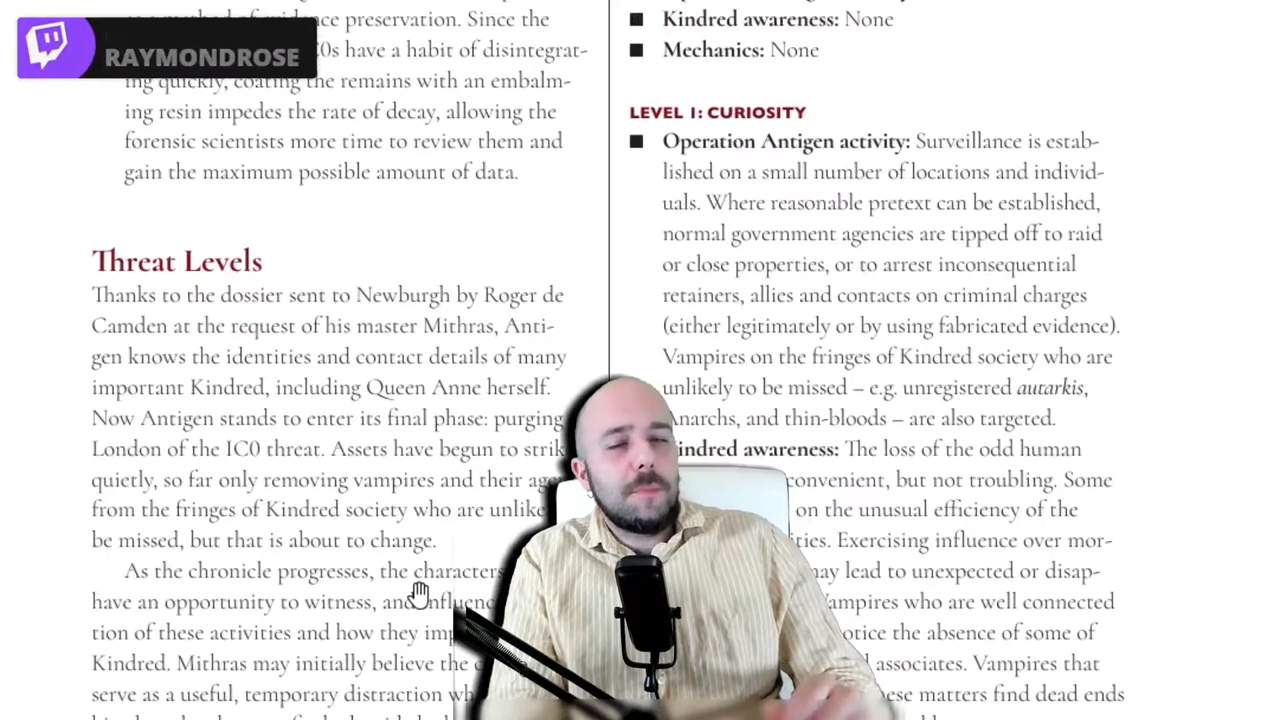 RAYMONDROSE
preservation. Since the
have a habit of disintegrat-
ing quickly, coating the remains with an embalm-
ing resin impedes the rate of decay, allowing the
forensic scientists more time to review them and
gain the maximum possible amount of data.
Threat Levels
Thanks to the dossier sent to Newburgh by Roger de
Camden at the request of his master Mithras, Anti-
gen knows the identities and contact details of many
important Kindred, including Queen Anne herself.
Now Antigen stands to enter its final phase: purging
London of the IC0 threat. Assets have begun to
quietly, so far only removing vampires and their
from the fringes of Kindred society who are
be missed, but that is about to change.
As the chronicle progresses, the characters
have an opportunity to witness, and
tion of these activities and how they
Kindred. Mithras may initially believe the
serve as a useful, temporary distraction
■ Kindred awareness: None
■ Mechanics: None
LEVEL 1: CURIOSITY
■ Operation Antigen activity: Surveillance is estab-
lished on a small number of locations and individ-
uals. Where reasonable pretext can be established,
normal government agencies are tipped off to raid
or close properties, or to arrest inconsequential
retainers, allies and contacts on criminal charges
(either legitimately or by using fabricated evidence).
Vampires on the fringes of Kindred society who are
unlikely to be missed – e.g. unregistered autarkis,
Anarchs, and thin-bloods – are also targeted.
Kindred awareness: The loss of the odd human
convenient, but not troubling. Some
on the unusual efficiency of the
Exercising influence over mor-
may lead to unexpected or disap-
Vampires who are well connected
notice the absence of some of
associates. Vampires that
these matters find dead ends